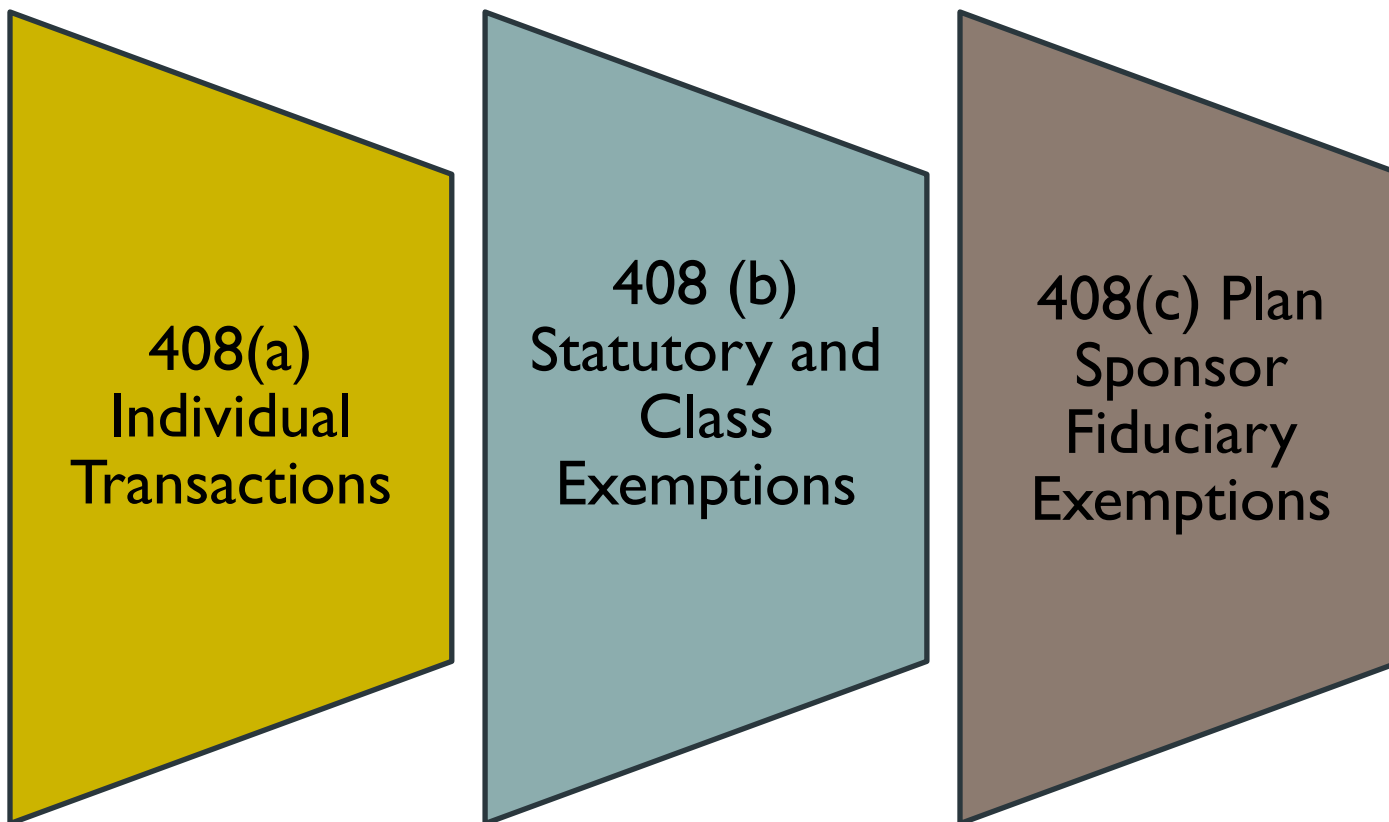 408(a)
Individual
Transactions
408 (b)
Statutory and
Class
Exemptions
408(c) Plan
Sponsor
Fiduciary
Exemptions